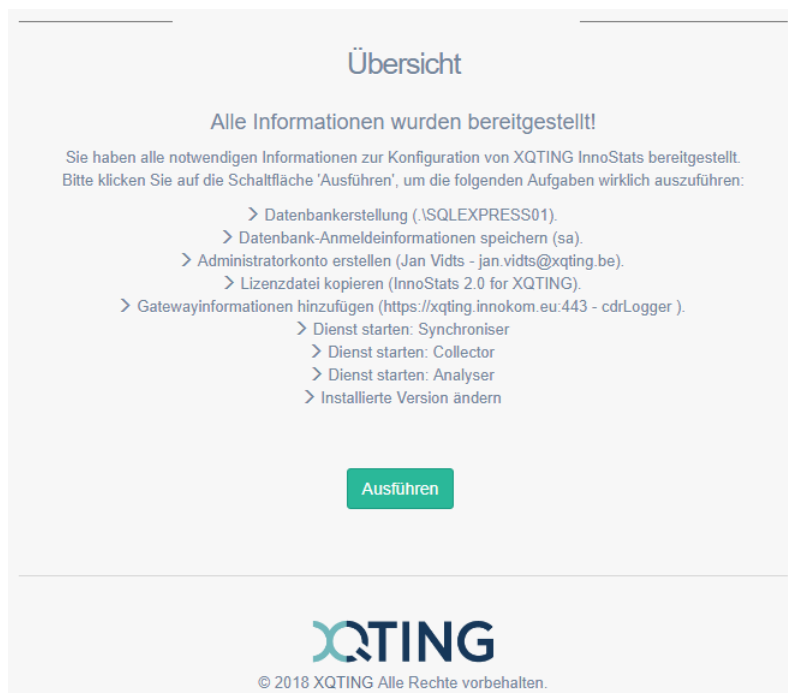 Übersicht
Alle Informationen wurden bereitgestellt!
Sie haben alle notwendigen Informationen zur Konfiguration von XQTING InnoStats bereitgestellt.
Bitte klicken Sie auf die Schaltfläche 'Ausführen', um die folgenden Aufgaben wirklich auszuführen:
> Datenbankerstellung (.\SQLEXPRESS01).
> Datenbank-Anmeldeinformationen speichern (sa).
> Administratorkonto erstellen (Jan Vidts - jan.vidts@xqting.be).
> Lizenzdatei kopieren (InnoStats 2.0 for XQTING).
> Gatewayinformationen hinzufügen (https://xqting.innokom.eu:443 - cdrLogger ).
> Dienst starten: Synchroniser
> Dienst starten: Collector
> Dienst starten: Analyser
> Installierte Version ändern
Ausführen
XQTING
© 2018 XQTING Alle Rechte vorbehalten.